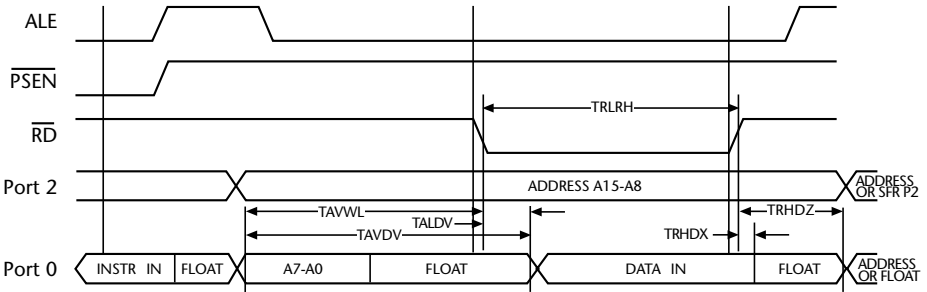 ALE
PSEN
TRLRH
RD
Port 2
ADDRESS A15-A8
ADDRESS
OR SFR P2
TAVWL
TALDV
TAVDV
TRHDZ
TRHDX
Port 0
INSTR IN
FLOAT
A7-A0
FLOAT
DATA IN
FLOAT
ADDRESS
OR FLOAT